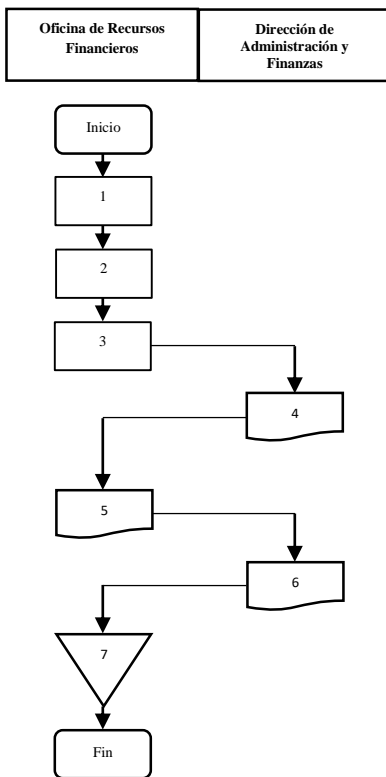 Oficina de Recursos
Financieros
Dirección de
Administración y
Finanzas
Inicio
1
2
3
4
5
6
7
Fin